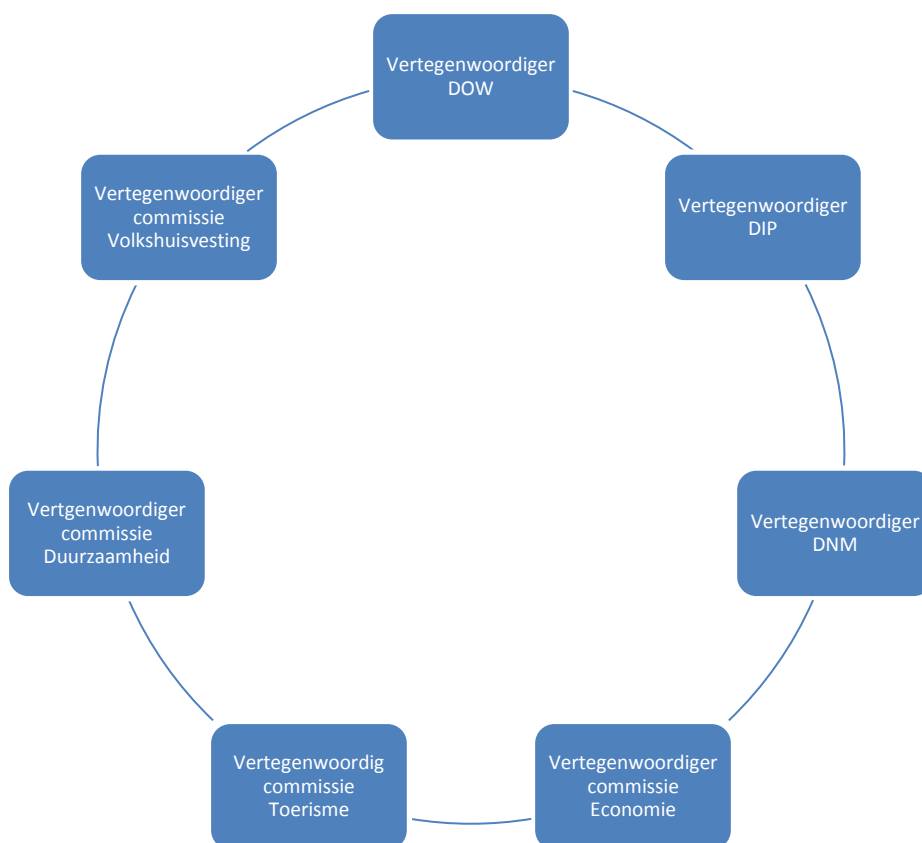 Vertegenwoordiger
DOW
Vertegenwoordiger
DIP
Vertegenwoordiger
DNM
Vertegenwoordiger
commissie
Economie
Vertegenwoordig
commissie
Toerisme
Vertgenwoordiger
commissie
Duurzaamheid
Vertegenwoordiger
commissie
Volkshuisvesting